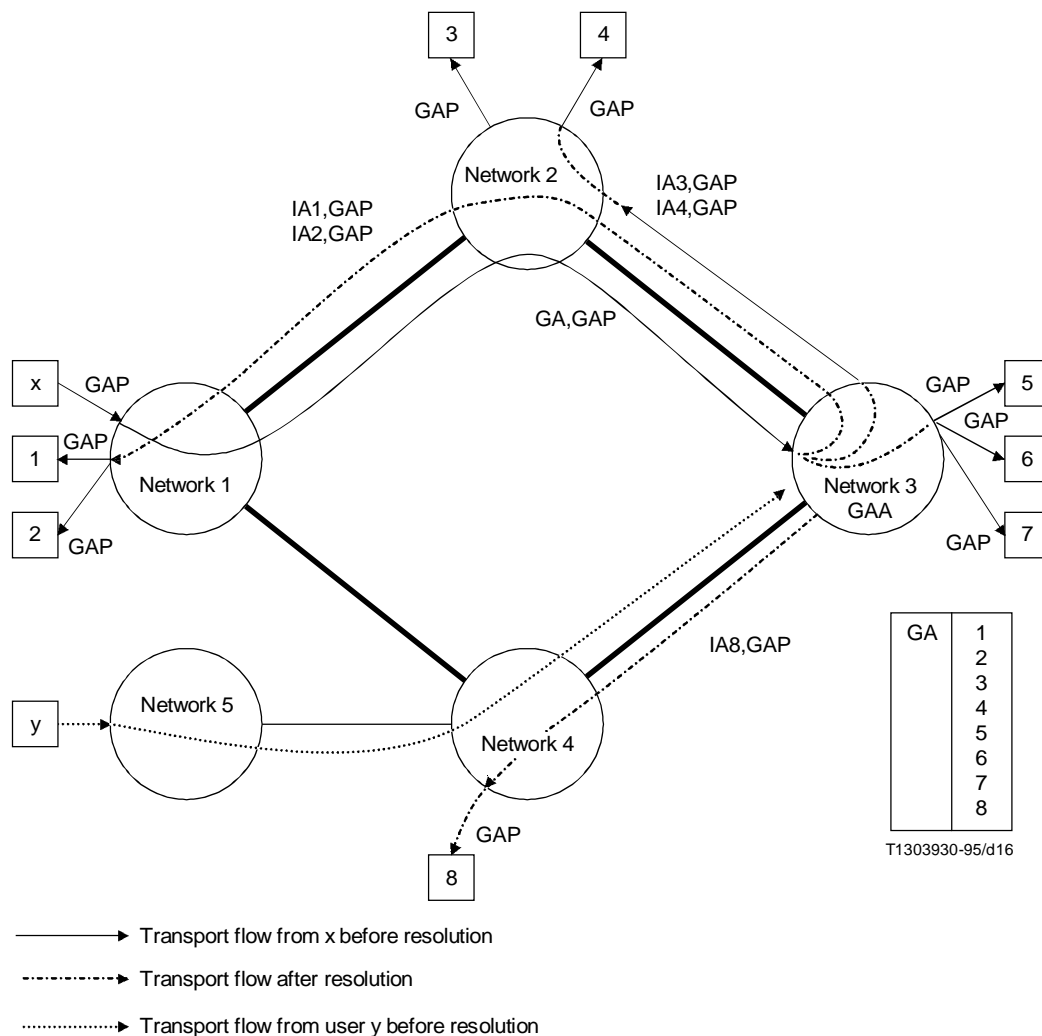 3
4
GAP
GAP
Network 2
IA1,GAP
IA2,GAP
IA3,GAP
IA4,GAP
GA,GAP
x
GAP
1
GAP
2
GAP
Network 1
Network 3
GAA
GAP
5
GAP
6
GAP
7
IA8,GAP
GA
1
2
3
4
5
6
7
8
T1303930-95/d16
y
Network 5
Network 4
GAP
8
Transport flow from x before resolution
Transport flow after resolution
Transport flow from user y before resolution